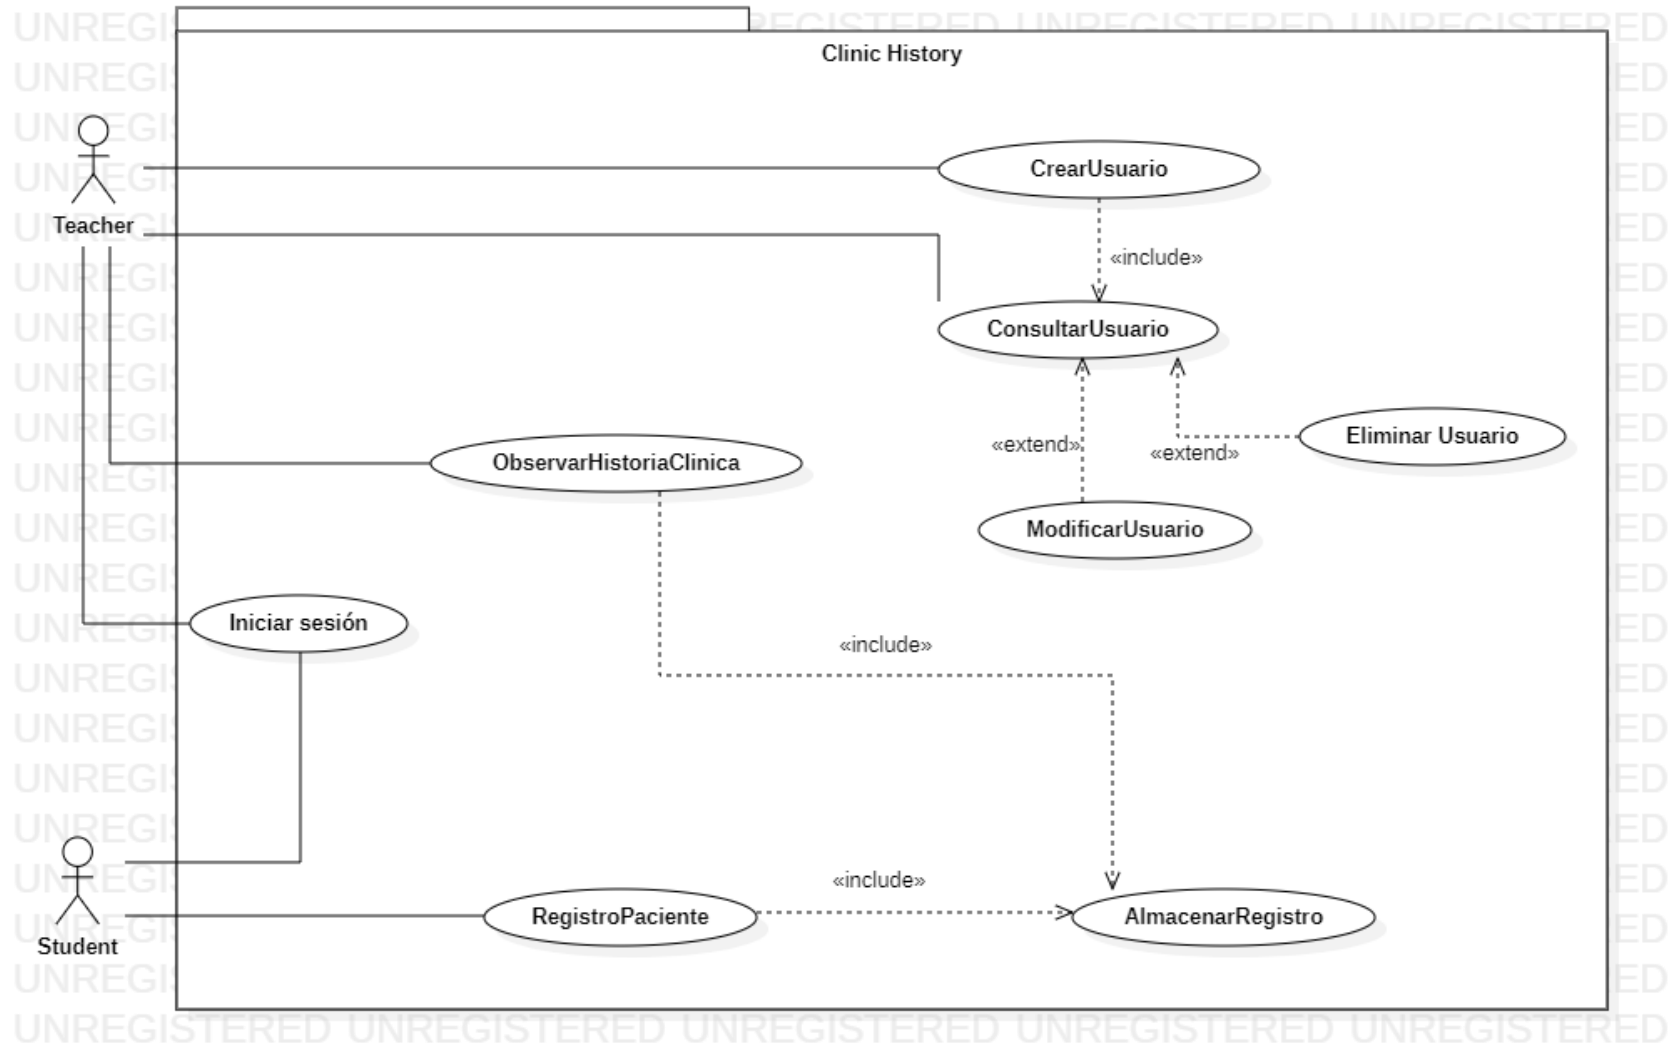 Clinic History
CrearUsuario
Teacher
«include»
ConsultarUsuario
«extend»
«extend»
Eliminar Usuario
ObservarHistoriaClinica
ModificarUsuario
Iniciar sesión
«include»
«include»
RegistroPaciente
AlmacenarRegistro
Student
UNREGISTERED UNREGISTERED UNREGISTERED UNREGISTERED UNREGISTERED